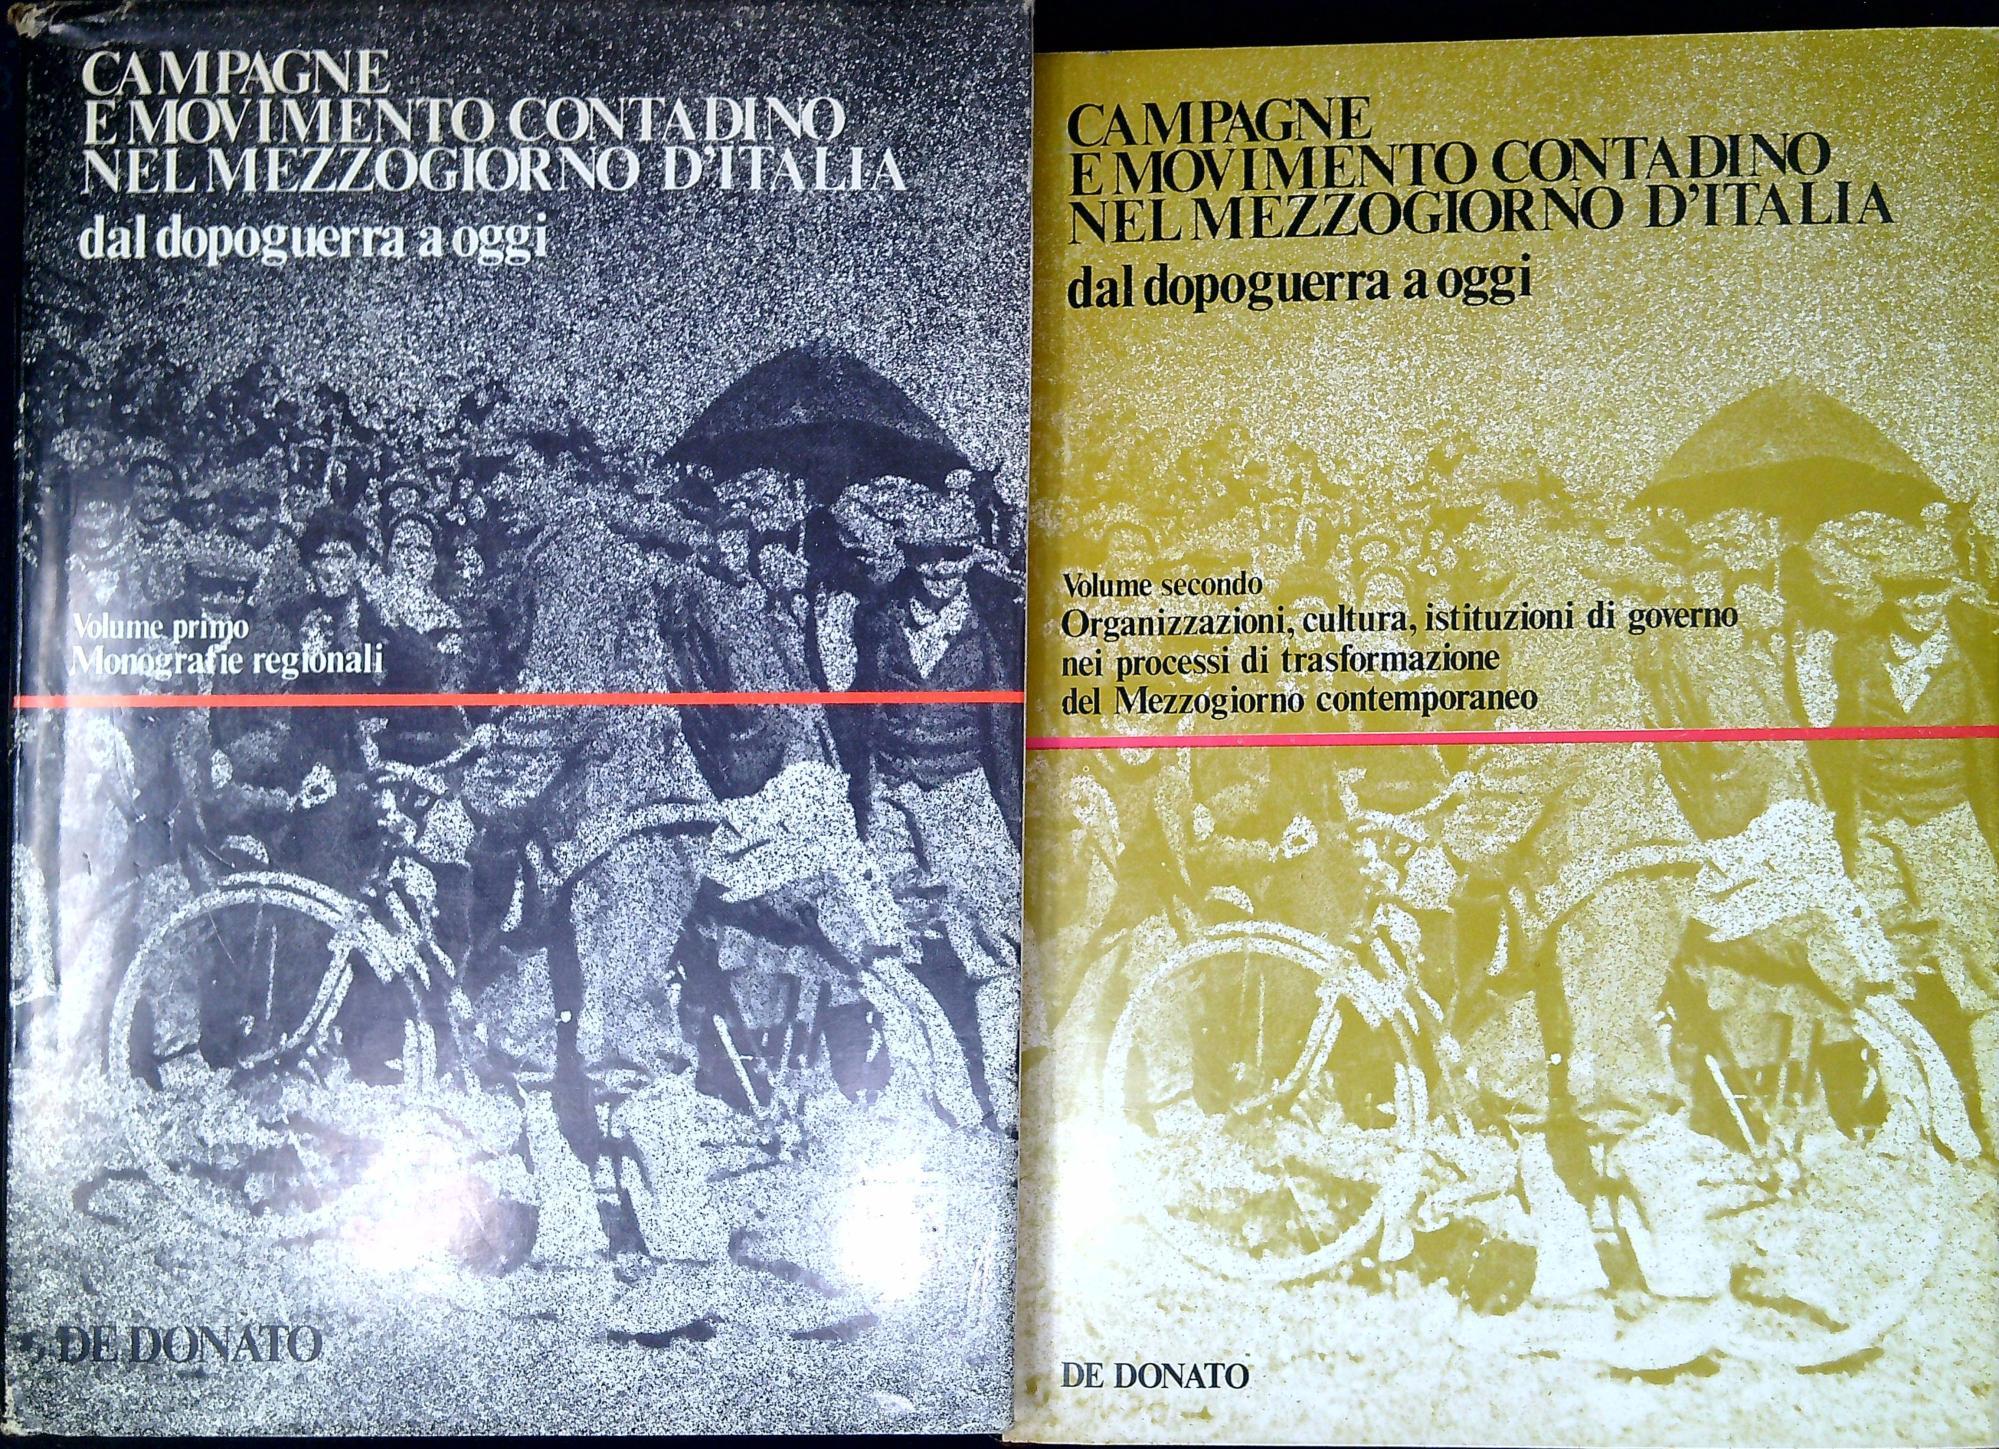 CAMPAGNE
E MOVIMENTO CONTADINO
NEL MEZZOGIORNO D'ITALIA
dal dopoguerra a oggi
Volume primo
Monografie regionali
DE DONATO
CAMPAGNE
E MOVIMENTO CONTADINO
NEL MEZZOGIORNO D'ITALIA
dal dopoguerra a oggi
Volume secondo
Organizzazioni, cultura, istituzioni di governo
nei processi di trasformazione
del Mezzogiorno contemporaneo
DE DONATO